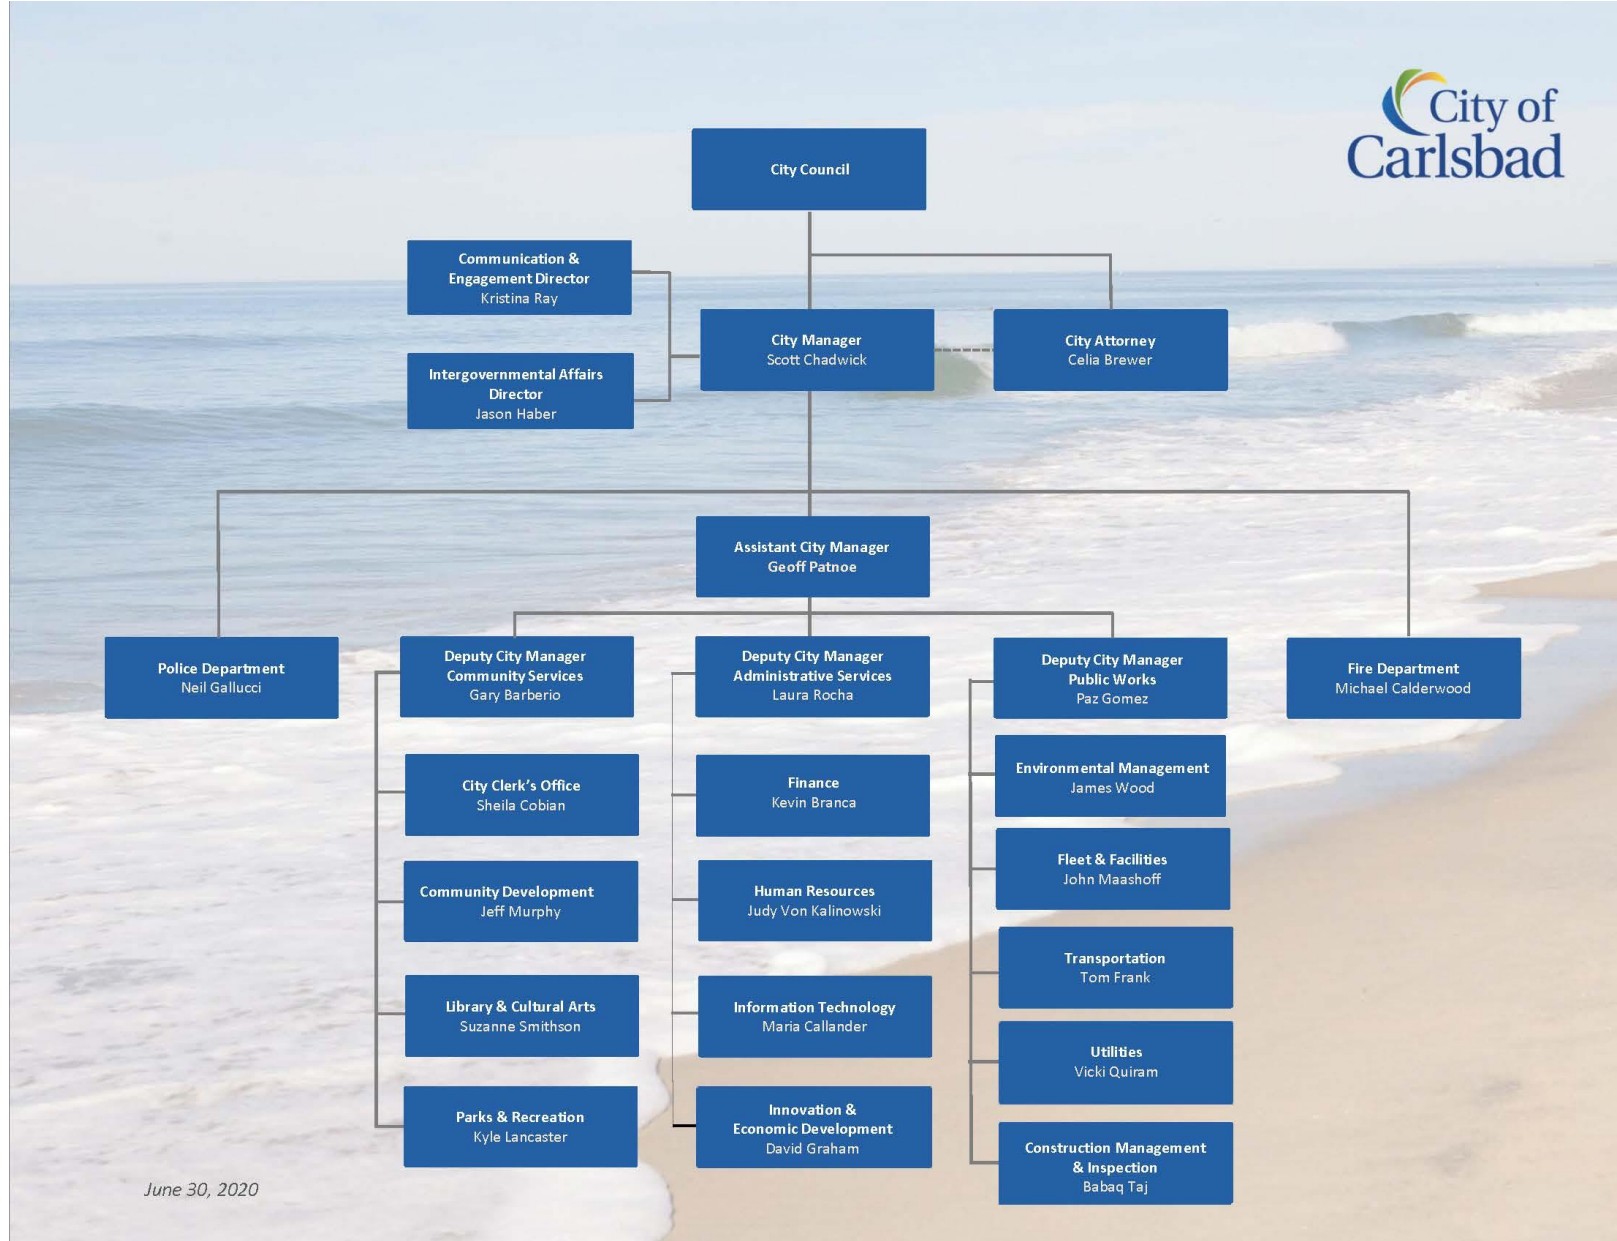 City of
Carlsbad
City Council
Communication &
Engagement Director
Kristina Ray
City Manager
Scott Chadwick
City Attorney
Celia Brewer
Intergovernmental Affairs
Director
Jason Haber
Assistant City Manager
Geoff Patnoe
Police Department
Neil Gallucci
Deputy City Manager
Community Services
Gary Barberio
Deputy City Manager
Administrative Services
Laura Rocha
Deputy City Manager
Public Works
Paz Gomez
Fire Department
Michael Calderwood
City Clerk's Office
Sheila Cobian
Community Development
Jeff Murphy
Library & Cultural Arts
Suzanne Smithson
Parks & Recreation
Kyle Lancaster
Finance
Kevin Branca
Human Resources
Judy Von Kalinowski
Information Technology
Maria Callander
Innovation &
Economic Development
David Graham
Environmental Management
James Wood
Fleet & Facilities
John Maashoff
Transportation
Tom Frank
Utilities
Vicki Quiram
Construction Management
& Inspection
Babaq Taj
June 30, 2020